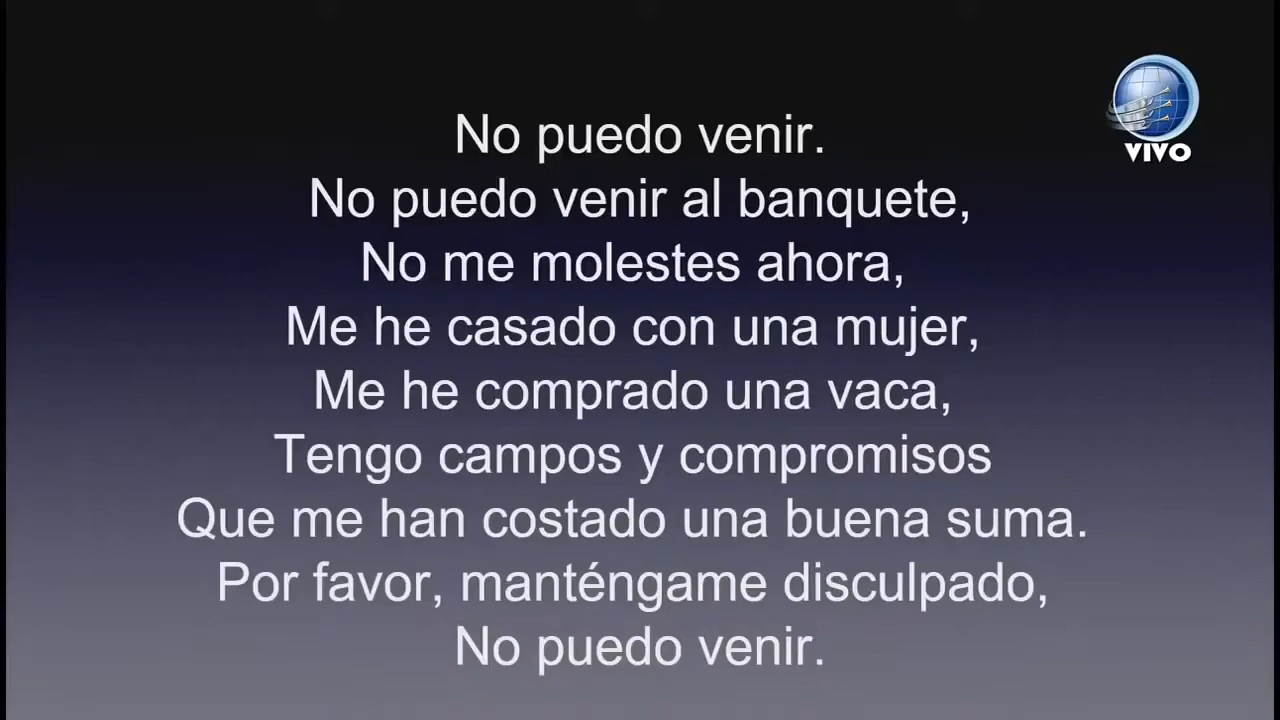 No puedo venir.
No puedo venir al banquete,
No me molestes ahora,
Me he casado con una mujer,
Me he comprado una vaca,
Tengo campos y compromisos
Que me han costado una buena suma.
Por favor, manténgame disculpado,
No puedo venir.
VIVO